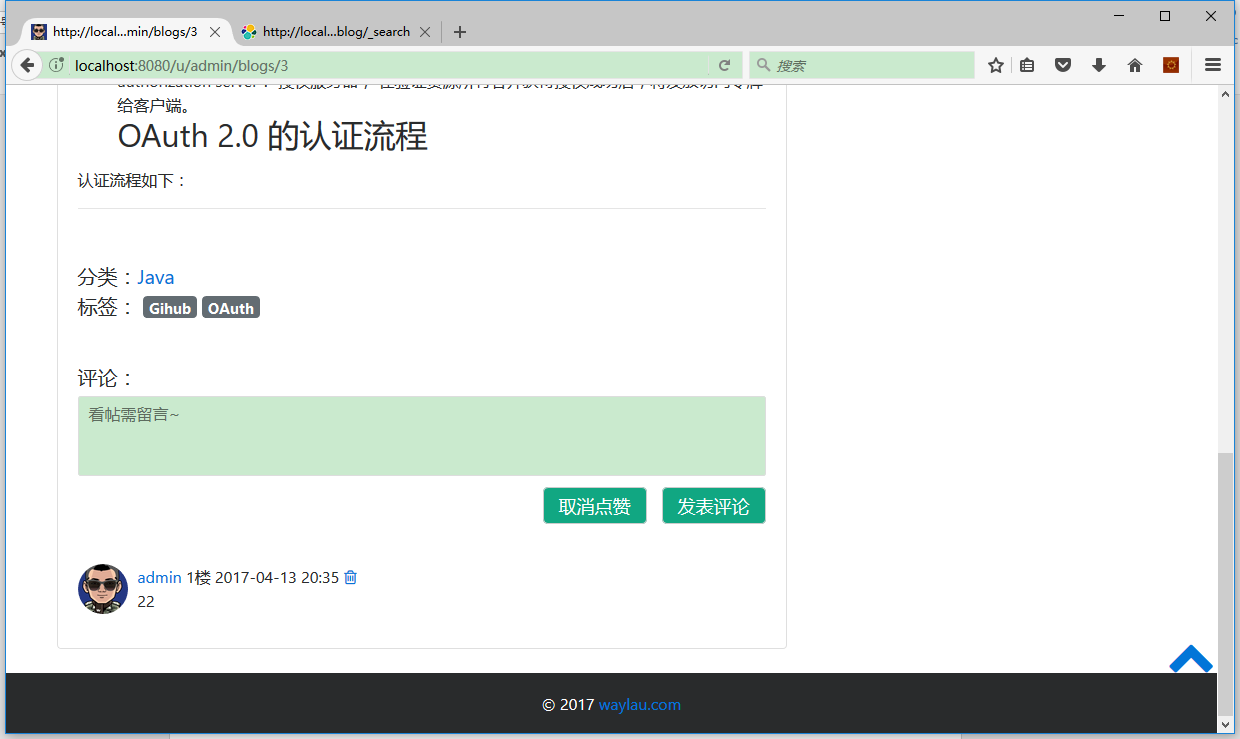 http://local...min/blogs/3
http://local...blog/_search
localhost:8080/u/admin/blogs/3
搜索
给客户端。
OAuth 2.0 的认证流程
认证流程如下：
分类：Java
标签： Gihub OAuth
评论：
看帖需留言~
取消点赞 发表评论
admin 1楼 2017-04-13 20:35
22
© 2017 waylau.com